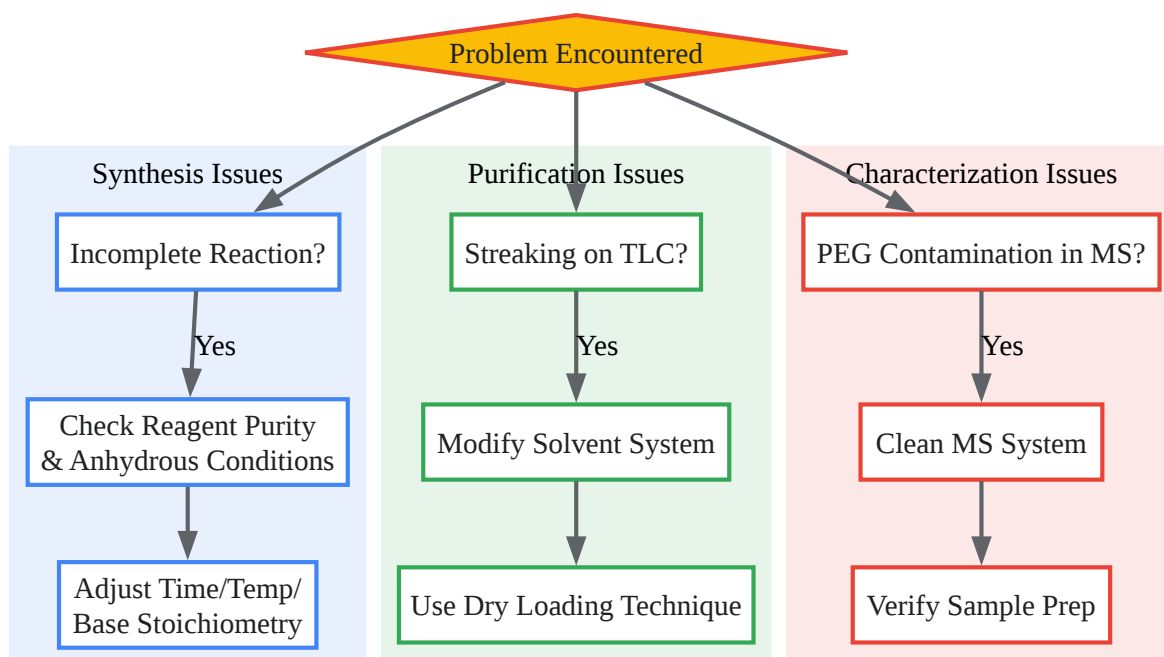 Problem Encountered
Synthesis Issues
Incomplete Reaction?
Yes
Check Reagent Purity
& Anhydrous Conditions
Adjust Time/Temp/
Base Stoichiometry
Purification Issues
Streaking on TLC?
Yes
Modify Solvent System
Use Dry Loading Technique
Characterization Issues
PEG Contamination in MS?
Yes
Clean MS System
Verify Sample Prep